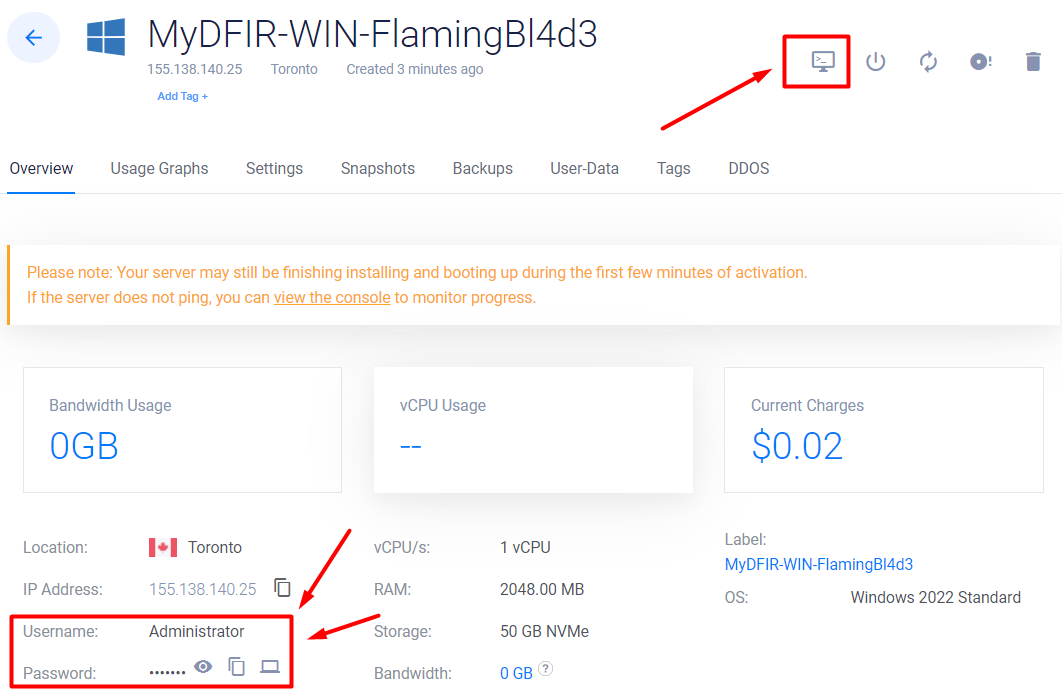 MyDFIR-WIN-FlamingBl4d3
155.138.140.25 Toronto Created 3 minutes ago
Add Tag +
Overview Usage Graphs Settings Snapshots Backups User-Data Tags DDOS
Please note: Your server may still be finishing installing and booting up during the first few minutes of activation.
If the server does not ping, you can view the console to monitor progress.
Bandwidth Usage vCPU Usage Current Charges
0GB -- $0.02
Location: Toronto vCPU/s: 1 vCPU Label:
MyDFIR-WIN-FlamingBl4d3
IP Address: 155.138.140.25 RAM: 2048.00 MB OS: Windows 2022 Standard
Username: Administrator Storage: 50 GB NVMe
Password: ••••••• Bandwidth: 0 GB ?